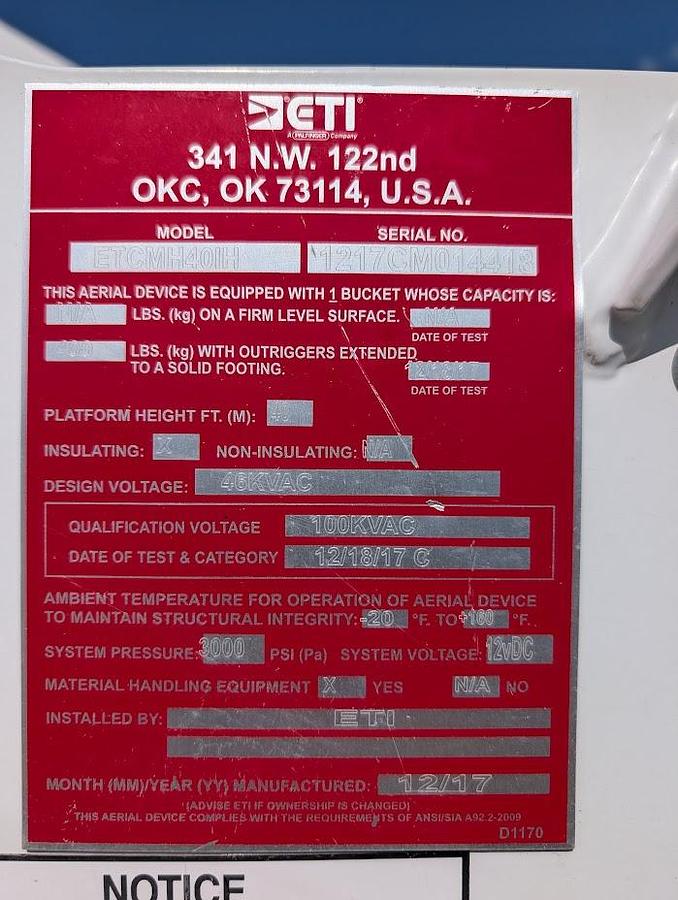 ETI
A PALFINGER Company
341 N.W. 122nd
OKC, OK 73114, U.S.A.
MODEL SERIAL NO.
ETCMH40IH 1217CM014413
THIS AERIAL DEVICE IS EQUIPPED WITH 1 BUCKET WHOSE CAPACITY IS:
N/A LBS. (kg) ON A FIRM LEVEL SURFACE. N/A
DATE OF TEST
LBS. (kg) WITH OUTRIGGERS EXTENDED
TO A SOLID FOOTING.
DATE OF TEST
PLATFORM HEIGHT FT. (M): 40
INSULATING: X NON-INSULATING: N/A
DESIGN VOLTAGE: 46KVAC
QUALIFICATION VOLTAGE 100KVAC
DATE OF TEST & CATEGORY 12/18/17 C
AMBIENT TEMPERATURE FOR OPERATION OF AERIAL DEVICE
TO MAINTAIN STRUCTURAL INTEGRITY: -20 °F. TO +160 °F.
SYSTEM PRESSURE: 3000 PSI (Pa) SYSTEM VOLTAGE: 12vDC
MATERIAL HANDLING EQUIPMENT X YES N/A NO
INSTALLED BY: ETI
MONTH (MM)/YEAR (YY) MANUFACTURED: 12/17
(ADVISE ETI IF OWNERSHIP IS CHANGED)
THIS AERIAL DEVICE COMPLIES WITH THE REQUIREMENTS OF ANSI/SIA A92.2-2009
D1170
NOTICE